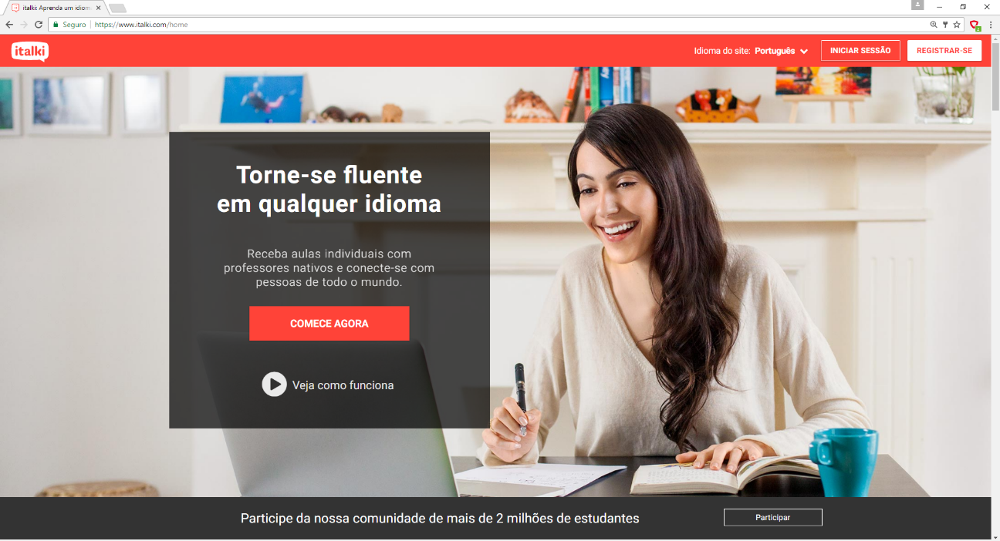 italki: Aprenda um idiom
Seguro
https://www.italki.com/home
italki
Idioma do site: Português
INICIAR SESSÃO
REGISTRAR-SE
Torne-se fluente
em qualquer idioma
Receba aulas individuais com
professores nativos e conecte-se com
pessoas de todo o mundo.
COMECE AGORA
Veja como funciona
Participe da nossa comunidade de mais de 2 milhões de estudantes
Participar